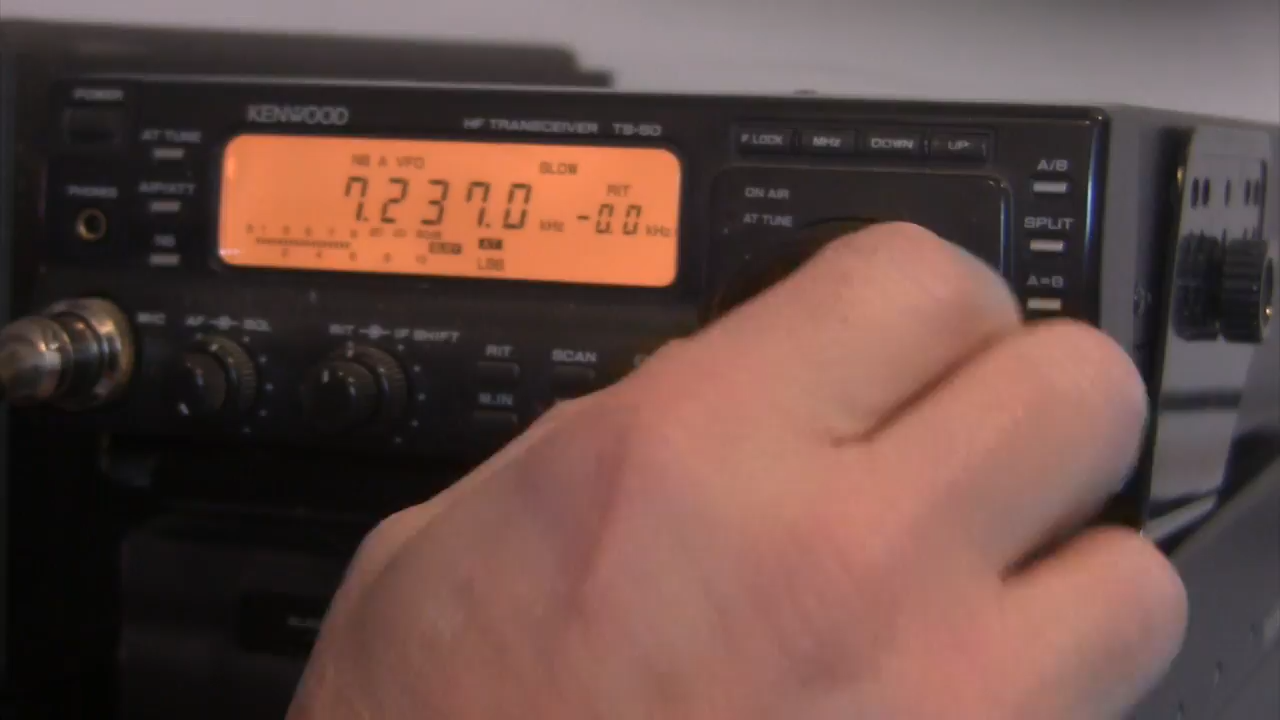 POWER
KENWOOD
HF TRANSCEIVER TS-50
AT TUNE
AIP/ATT
PHONES
NB
NB A VFO
SLOW
7.237.0 kHz
RIT
-0.0 kHz
BUSY
AT
LSB
F.LOCK MHz DOWN UP
ON AIR
AT TUNE
A/B
SPLIT
A=B
MIC
AF SQL
RIT IF SHIFT
RIT
SCAN
M.IN